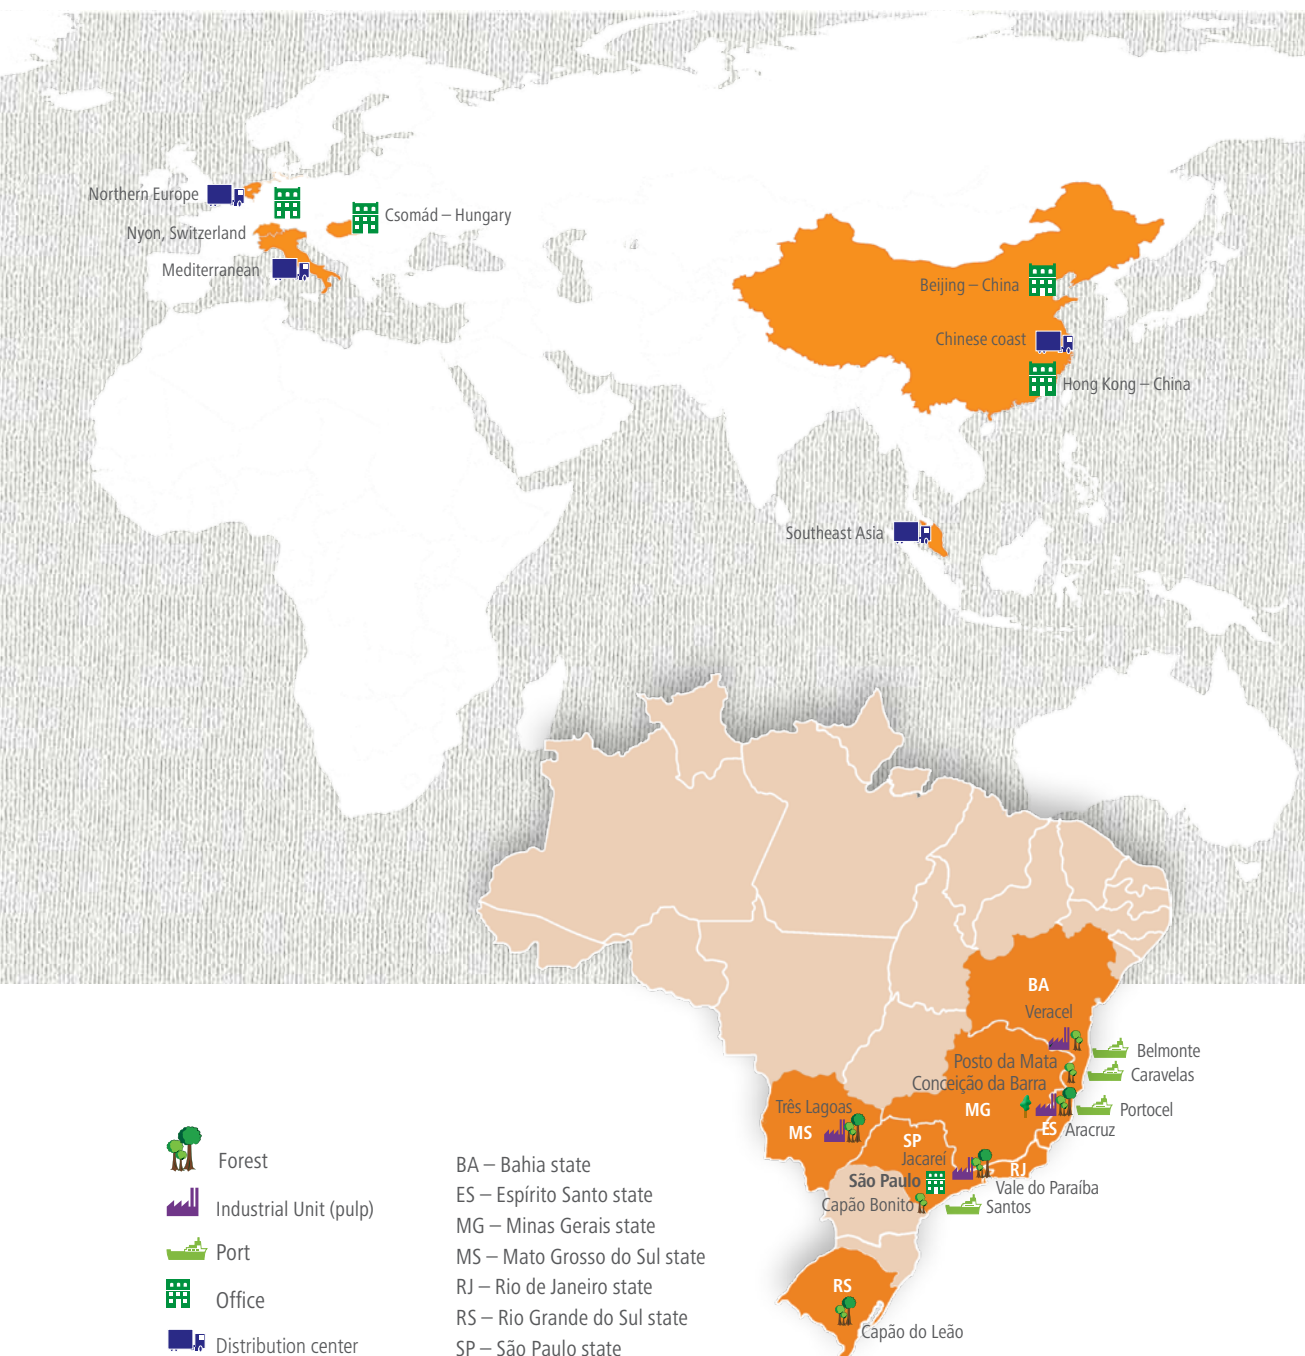 Northern Europe
Csomád – Hungary
Nyon, Switzerland
Mediterranean
Beijing – China
Chinese coast
Hong Kong – China
Southeast Asia
BA
Veracel
Belmonte
Posto da Mata
Caravelas
Conceição da Barra
Três Lagoas
MG
Portocel
MS
ES
Aracruz
SP
Jacareí
RJ
São Paulo
Vale do Paraíba
Capão Bonito
Santos
RS
Capão do Leão
Forest
Industrial Unit (pulp)
Port
Office
Distribution center
BA – Bahia state
ES – Espírito Santo state
MG – Minas Gerais state
MS – Mato Grosso do Sul state
RJ – Rio de Janeiro state
RS – Rio Grande do Sul state
SP – São Paulo state